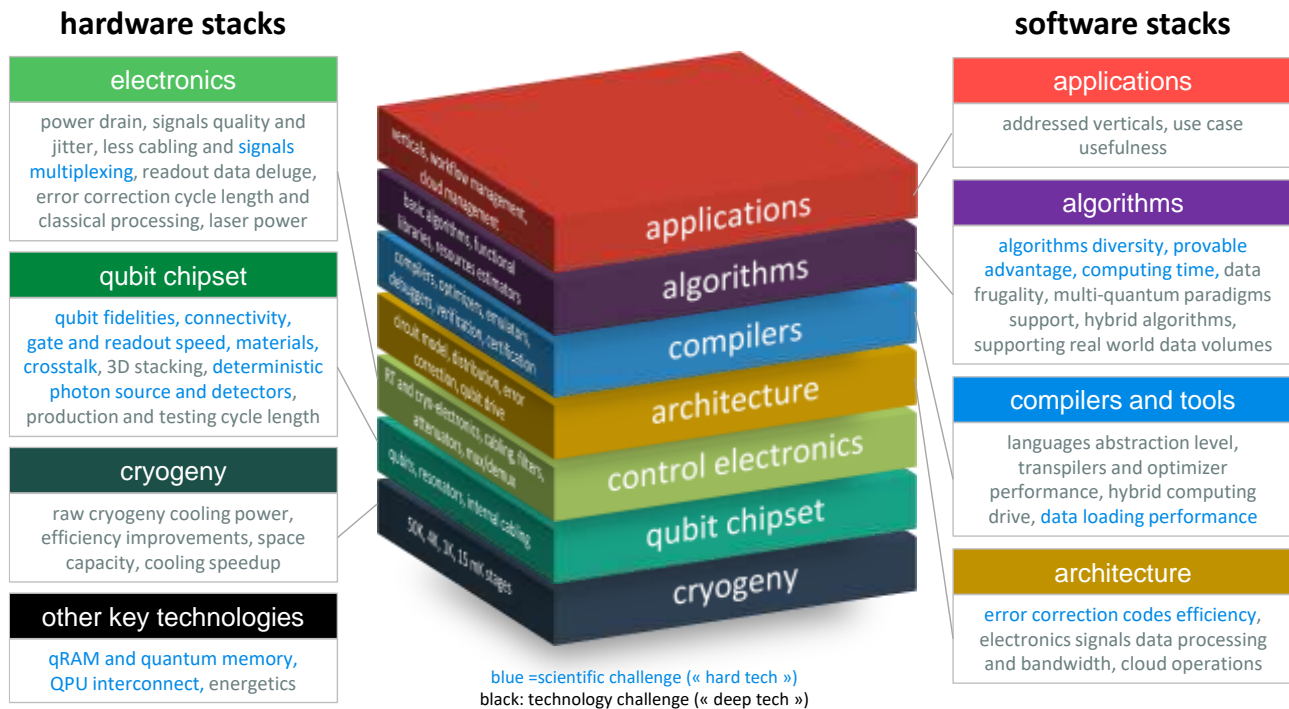 hardware stacks
electronics
power drain, signals quality and
jitter, less cabling and signals
multiplexing, readout data deluge,
error correction cycle length and
classical processing, laser power
qubit chipset
qubit fidelities, connectivity,
gate and readout speed, materials,
crosstalk, 3D stacking, deterministic
photon source and detectors,
production and testing cycle length
cryogeny
raw cryogeny cooling power,
efficiency improvements, space
capacity, cooling speedup
other key technologies
qRAM and quantum memory,
QPU interconnect, energetics
verticals, workflow management,
cloud management
applications
basic algorithms, functional
libraries, resources estimators
algorithms
compilers, optimizers, emulators,
debuggers, verification, certification
compilers
circuit model, distribution, error
correction, qubit drive
architecture
RT and cryo-electronics, cabling, filters,
attenuators, mux/demux
control electronics
qubits, resonators, internal cabling
qubit chipset
50K, 4K, 1K, 15 mK stages
cryogeny
blue =scientific challenge (« hard tech »)
black: technology challenge (« deep tech »)
software stacks
applications
addressed verticals, use case
usefulness
algorithms
algorithms diversity, provable
advantage, computing time, data
frugality, multi-quantum paradigms
support, hybrid algorithms,
supporting real world data volumes
compilers and tools
languages abstraction level,
transpilers and optimizer
performance, hybrid computing
drive, data loading performance
architecture
error correction codes efficiency,
electronics signals data processing
and bandwidth, cloud operations